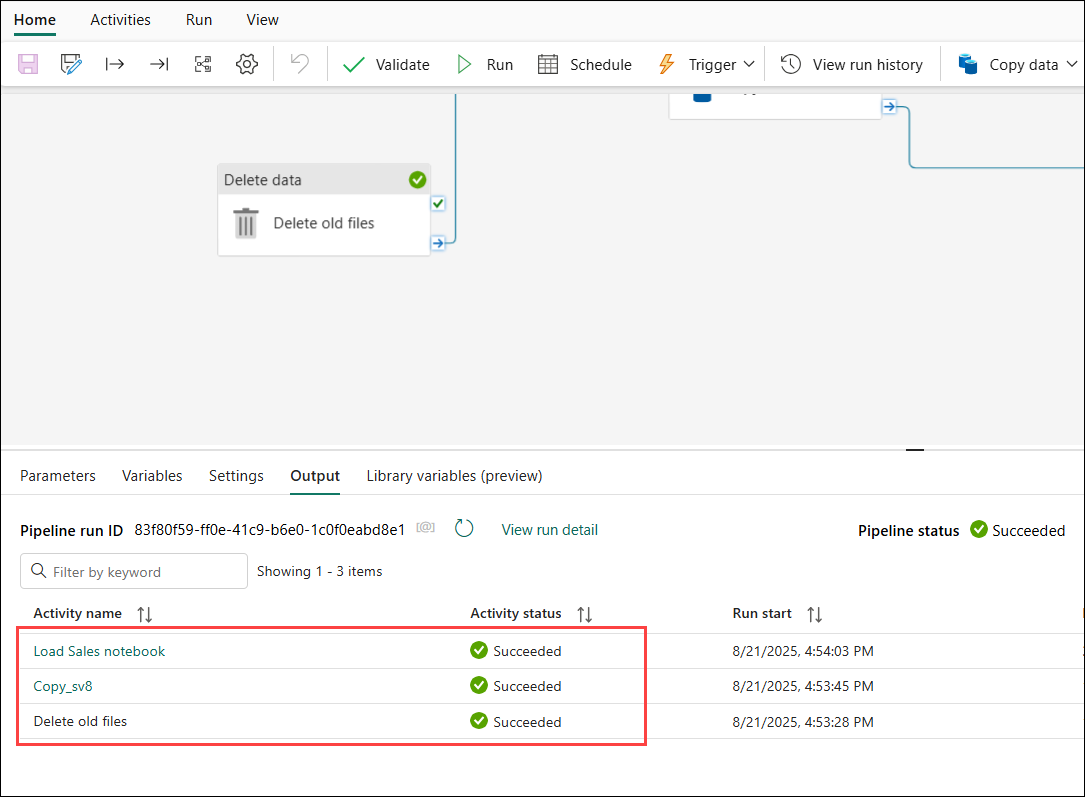 Home Activities Run View
Validate Run Schedule Trigger View run history Copy data
Delete data
Delete old files
Parameters Variables Settings Output Library variables (preview)
Pipeline run ID 83f80f59-ff0e-41c9-b6e0-1c0f0eabd8e1 [@] View run detail Pipeline status Succeeded
Filter by keyword Showing 1 - 3 items
Activity name Activity status Run start
Load Sales notebook Succeeded 8/21/2025, 4:54:03 PM
Copy_sv8 Succeeded 8/21/2025, 4:53:45 PM
Delete old files Succeeded 8/21/2025, 4:53:28 PM